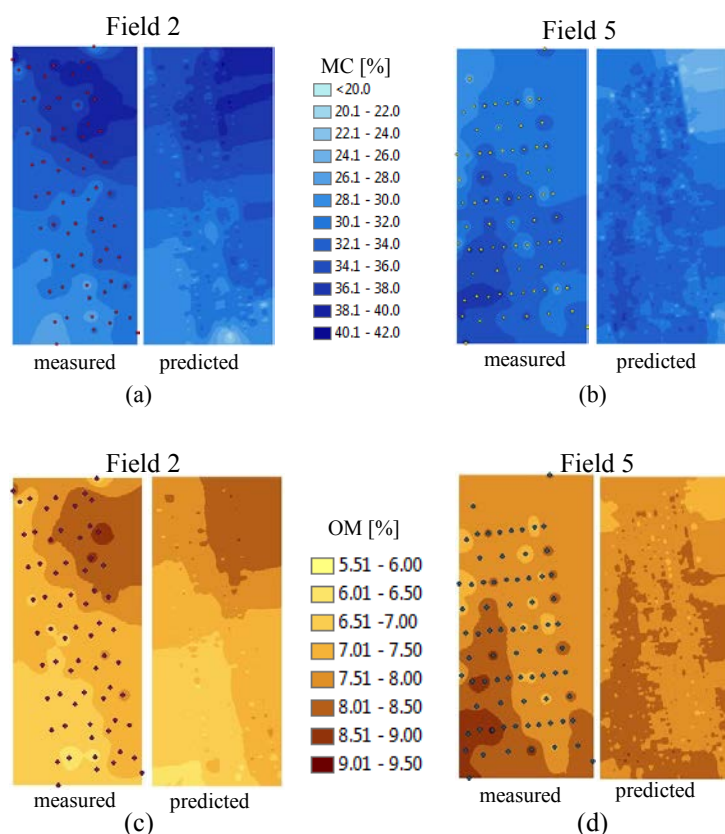 Field 2
Field 5
MC [%]
<20.0
20.1 - 22.0
22.1 - 24.0
24.1 - 26.0
26.1 - 28.0
28.1 - 30.0
30.1 - 32.0
32.1 - 34.0
34.1 - 36.0
36.1 - 38.0
38.1 - 40.0
40.1 - 42.0
measured
predicted
measured
predicted
(a)
(b)
Field 2
Field 5
OM [%]
5.51 - 6.00
6.01 - 6.50
6.51 -7.00
7.01 - 7.50
7.51 - 8.00
8.01 - 8.50
8.51 - 9.00
9.01 - 9.50
measured
predicted
measured
predicted
(c)
(d)